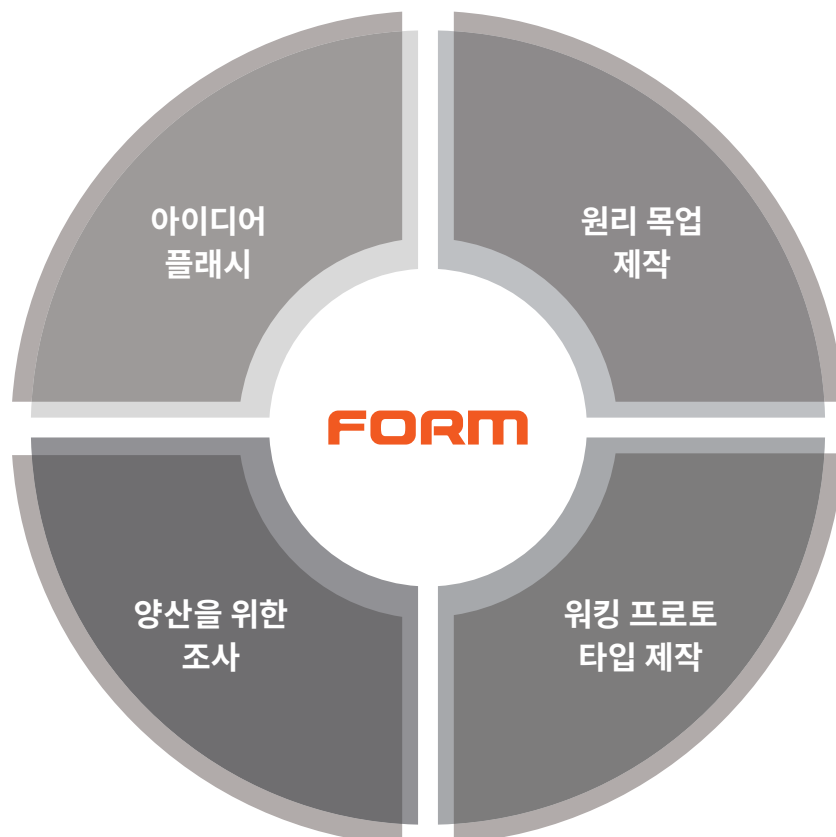 아이디어
플래시
원리 목업
제작
FORM
양산을 위한
조사
워킹 프로토
타입 제작